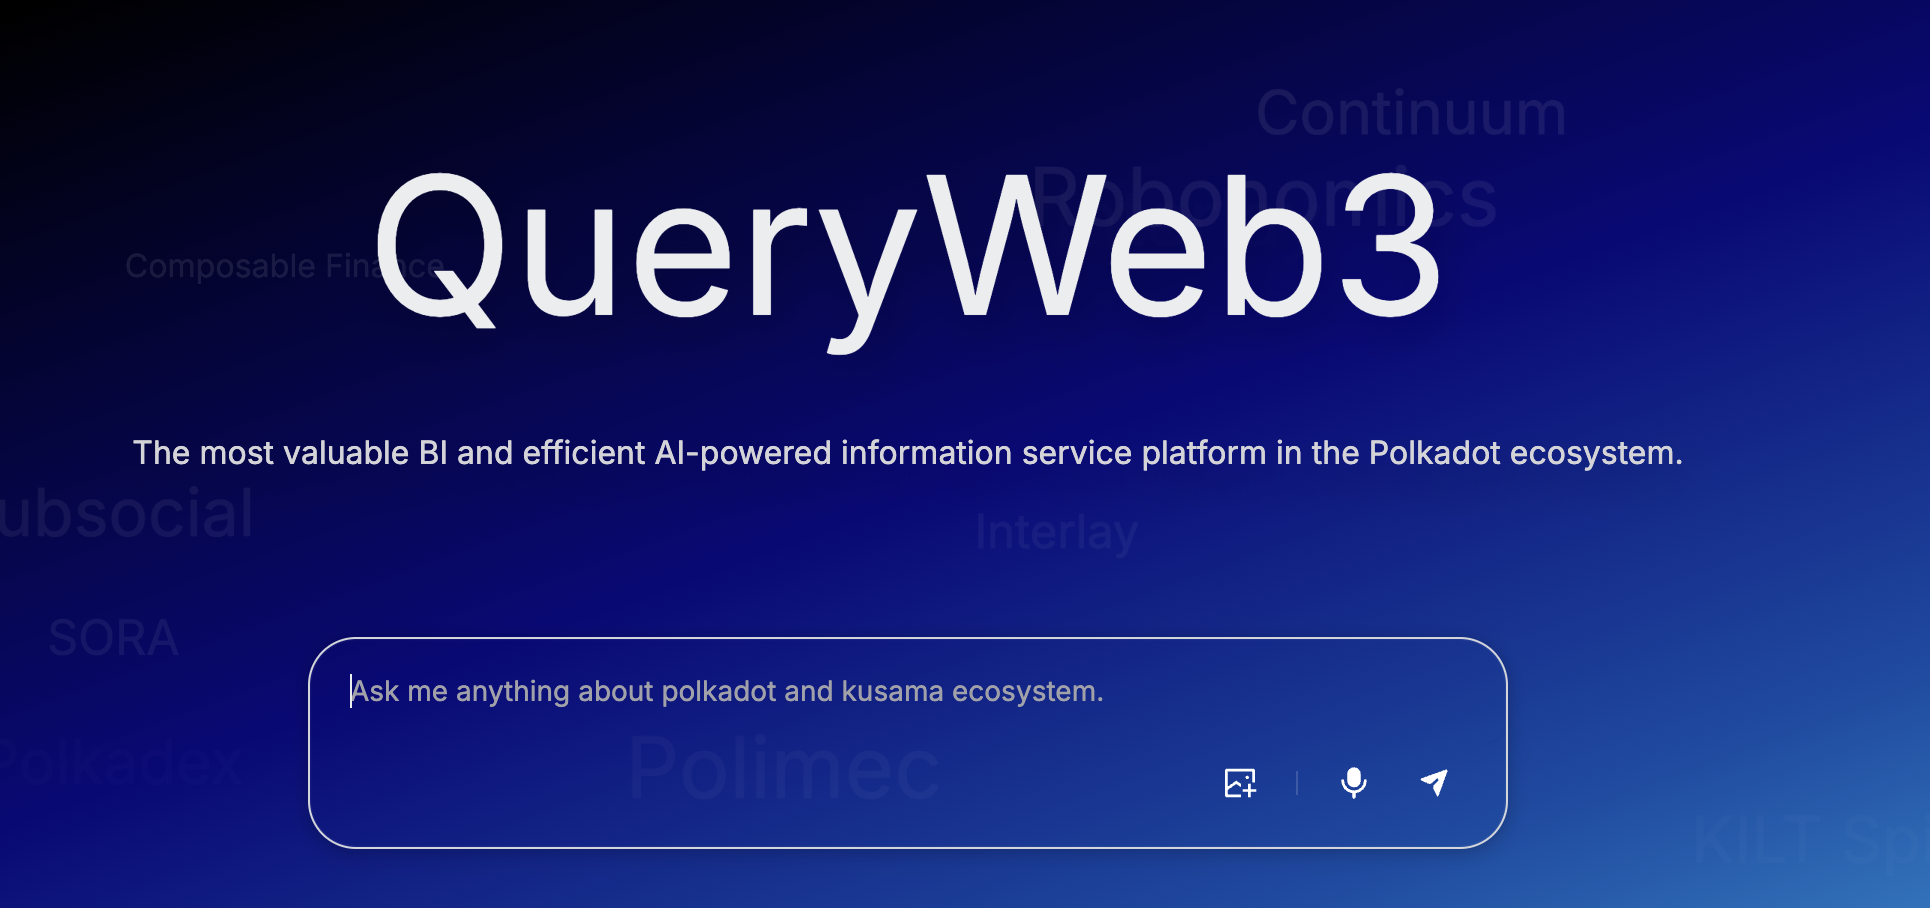 Continuum
Robonomics
QueryWeb3
Composable Finance
The most valuable BI and efficient AI-powered information service platform in the Polkadot ecosystem.
ubsocial
Interlay
SORA
Ask me anything about polkadot and kusama ecosystem.
Polkadex
Polimec
KILT Sp